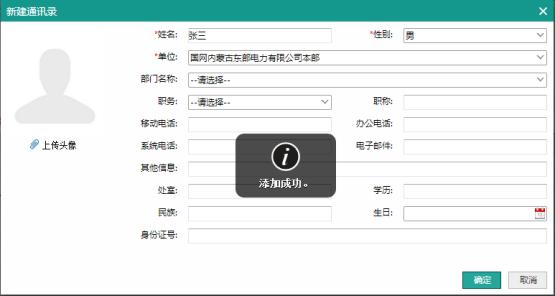 新建通讯录
*姓名: 张三 *性别: 男
*单位: 国网内蒙古东部电力有限公司本部
部门名称: --请选择--
职务: --请选择-- 职称:
移动电话: 办公电话:
上传头像
系统电话: 电子邮件:
其他信息:
添加成功。
处室: 学历:
民族: 生日:
身份证号:
确定 取消